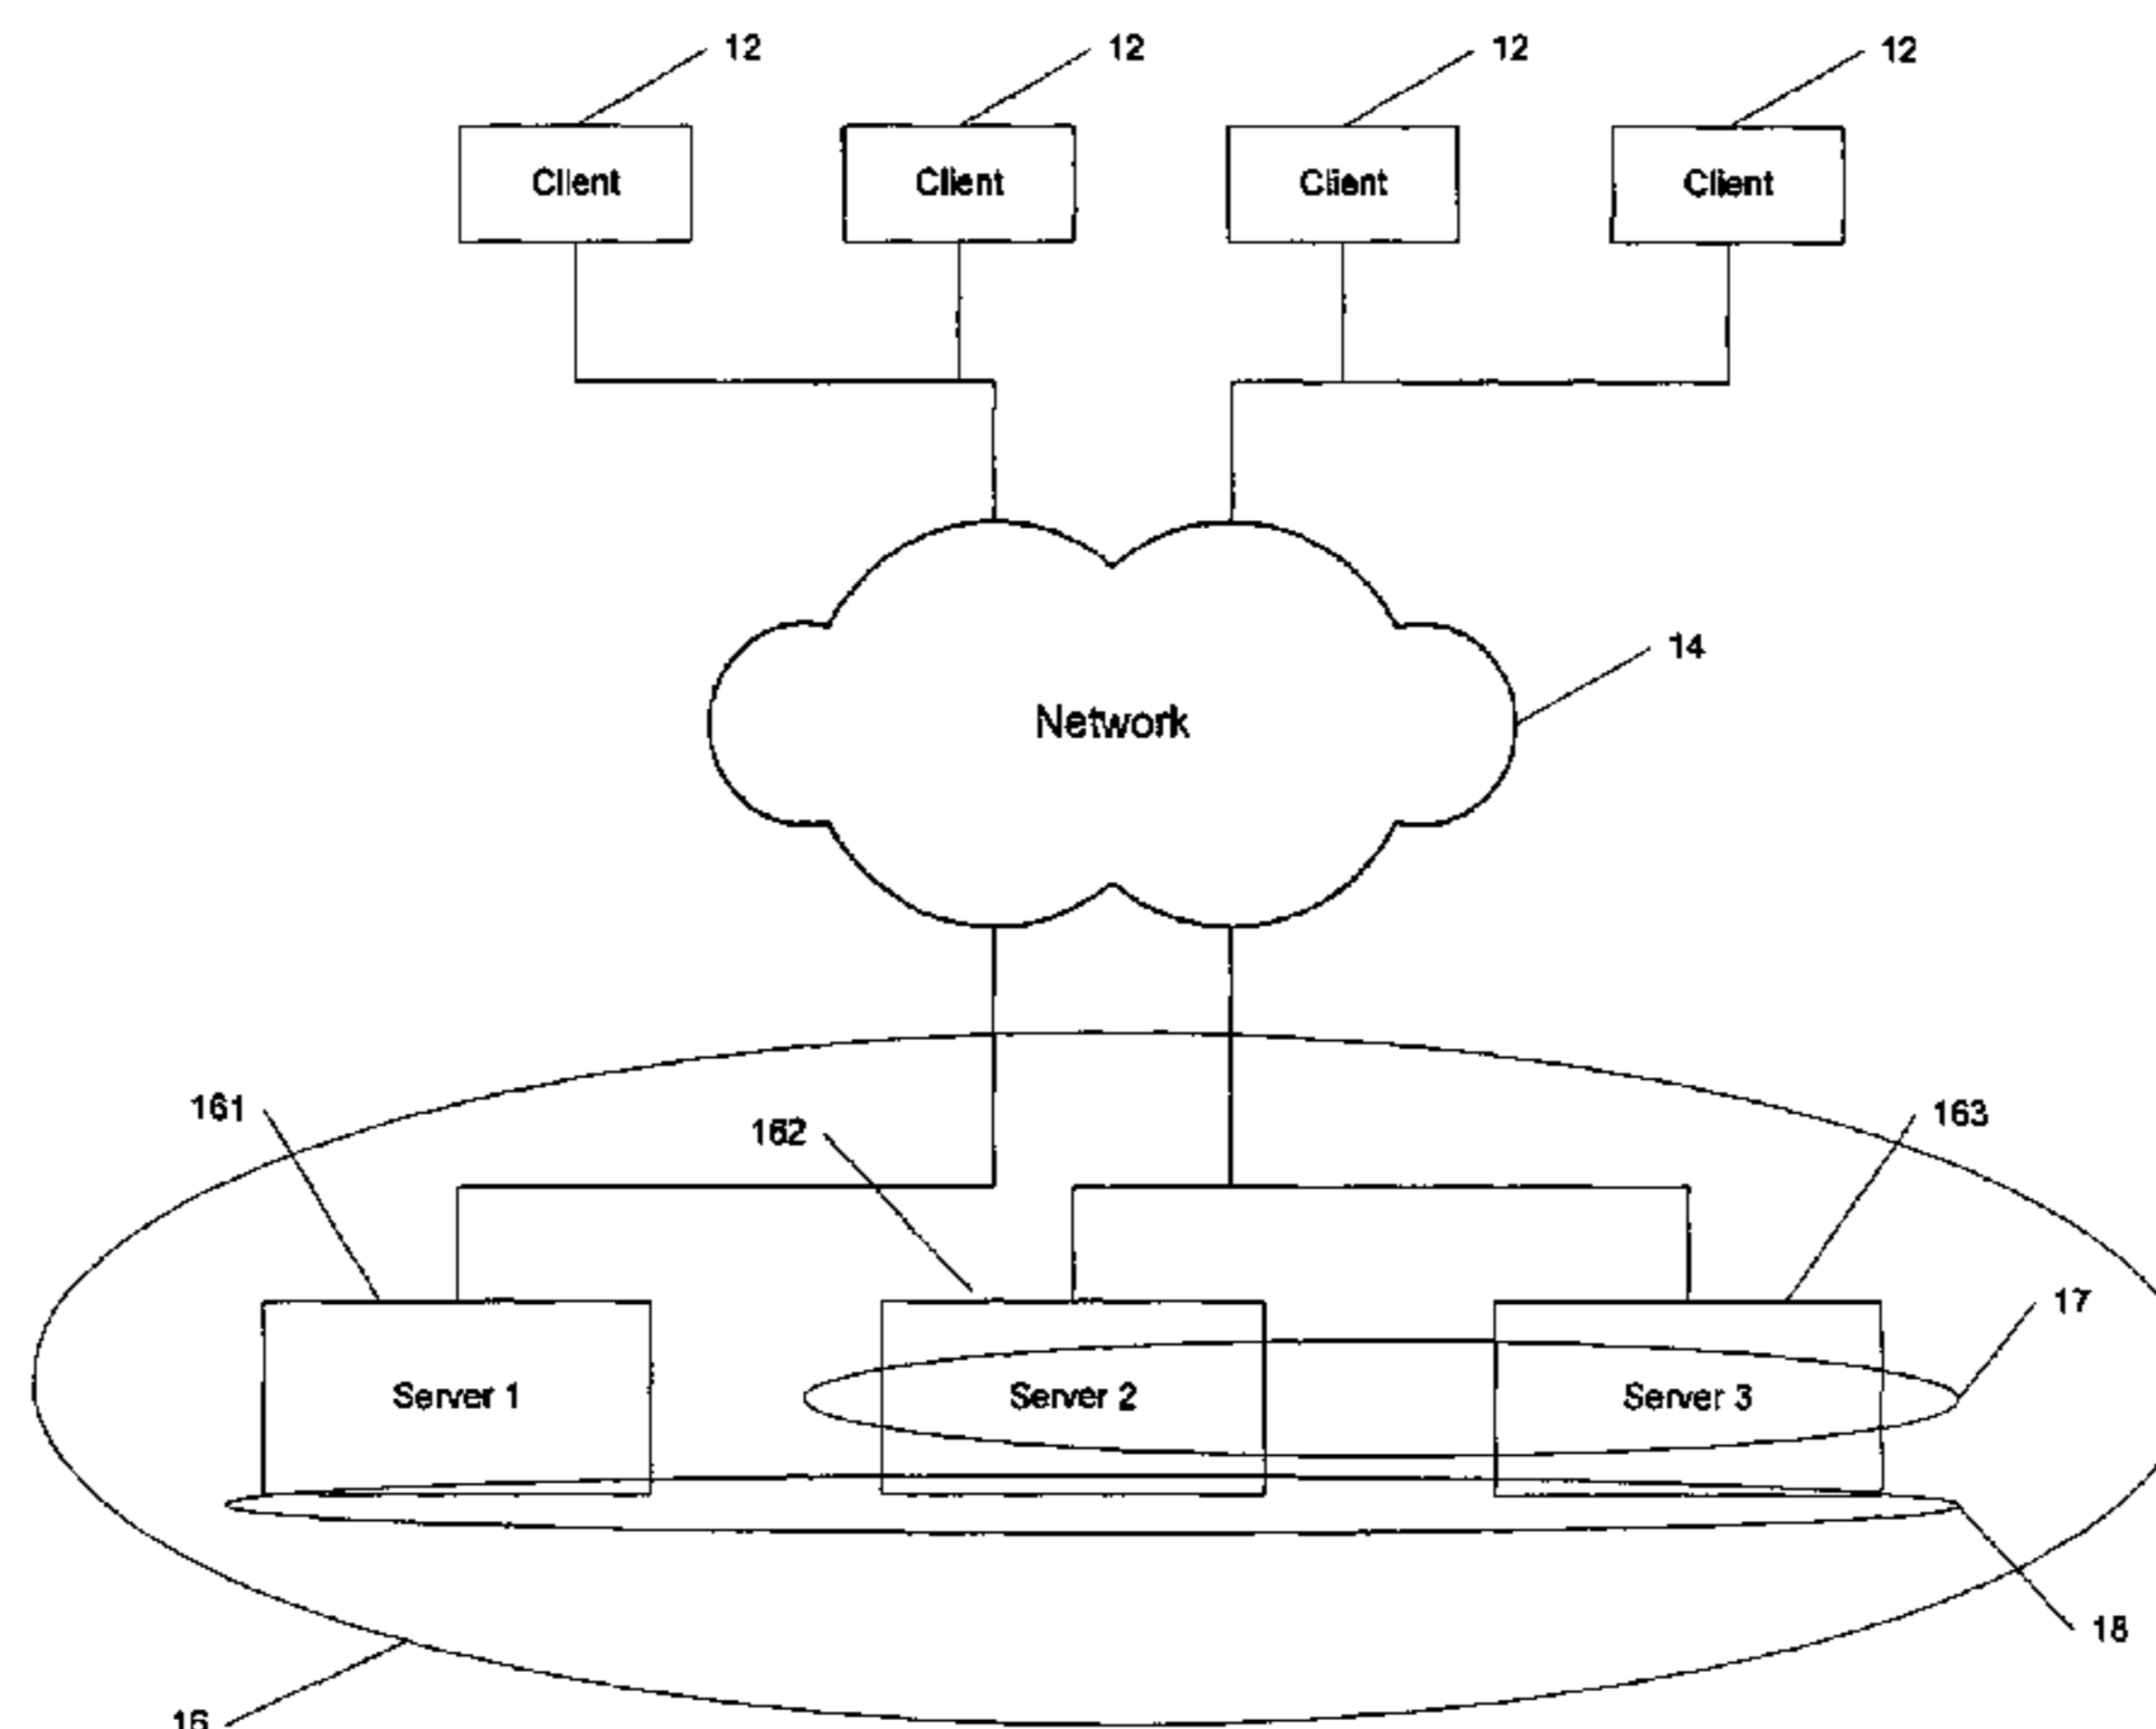 12 12 12 12
Client Client Client Client
14
Network
161 162 163
17
Server 1 Server 2 Server 3
18
16